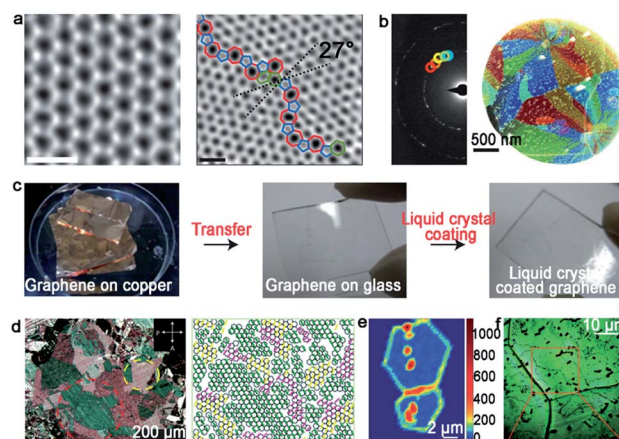 a
27°
b
500 nm
c
Graphene on copper
Transfer
Graphene on glass
Liquid crystal
coating
Liquid crystal
coated graphene
d
P
A
200 µm
e
1000
800
600
400
200
0
2 µm
f
10 µm